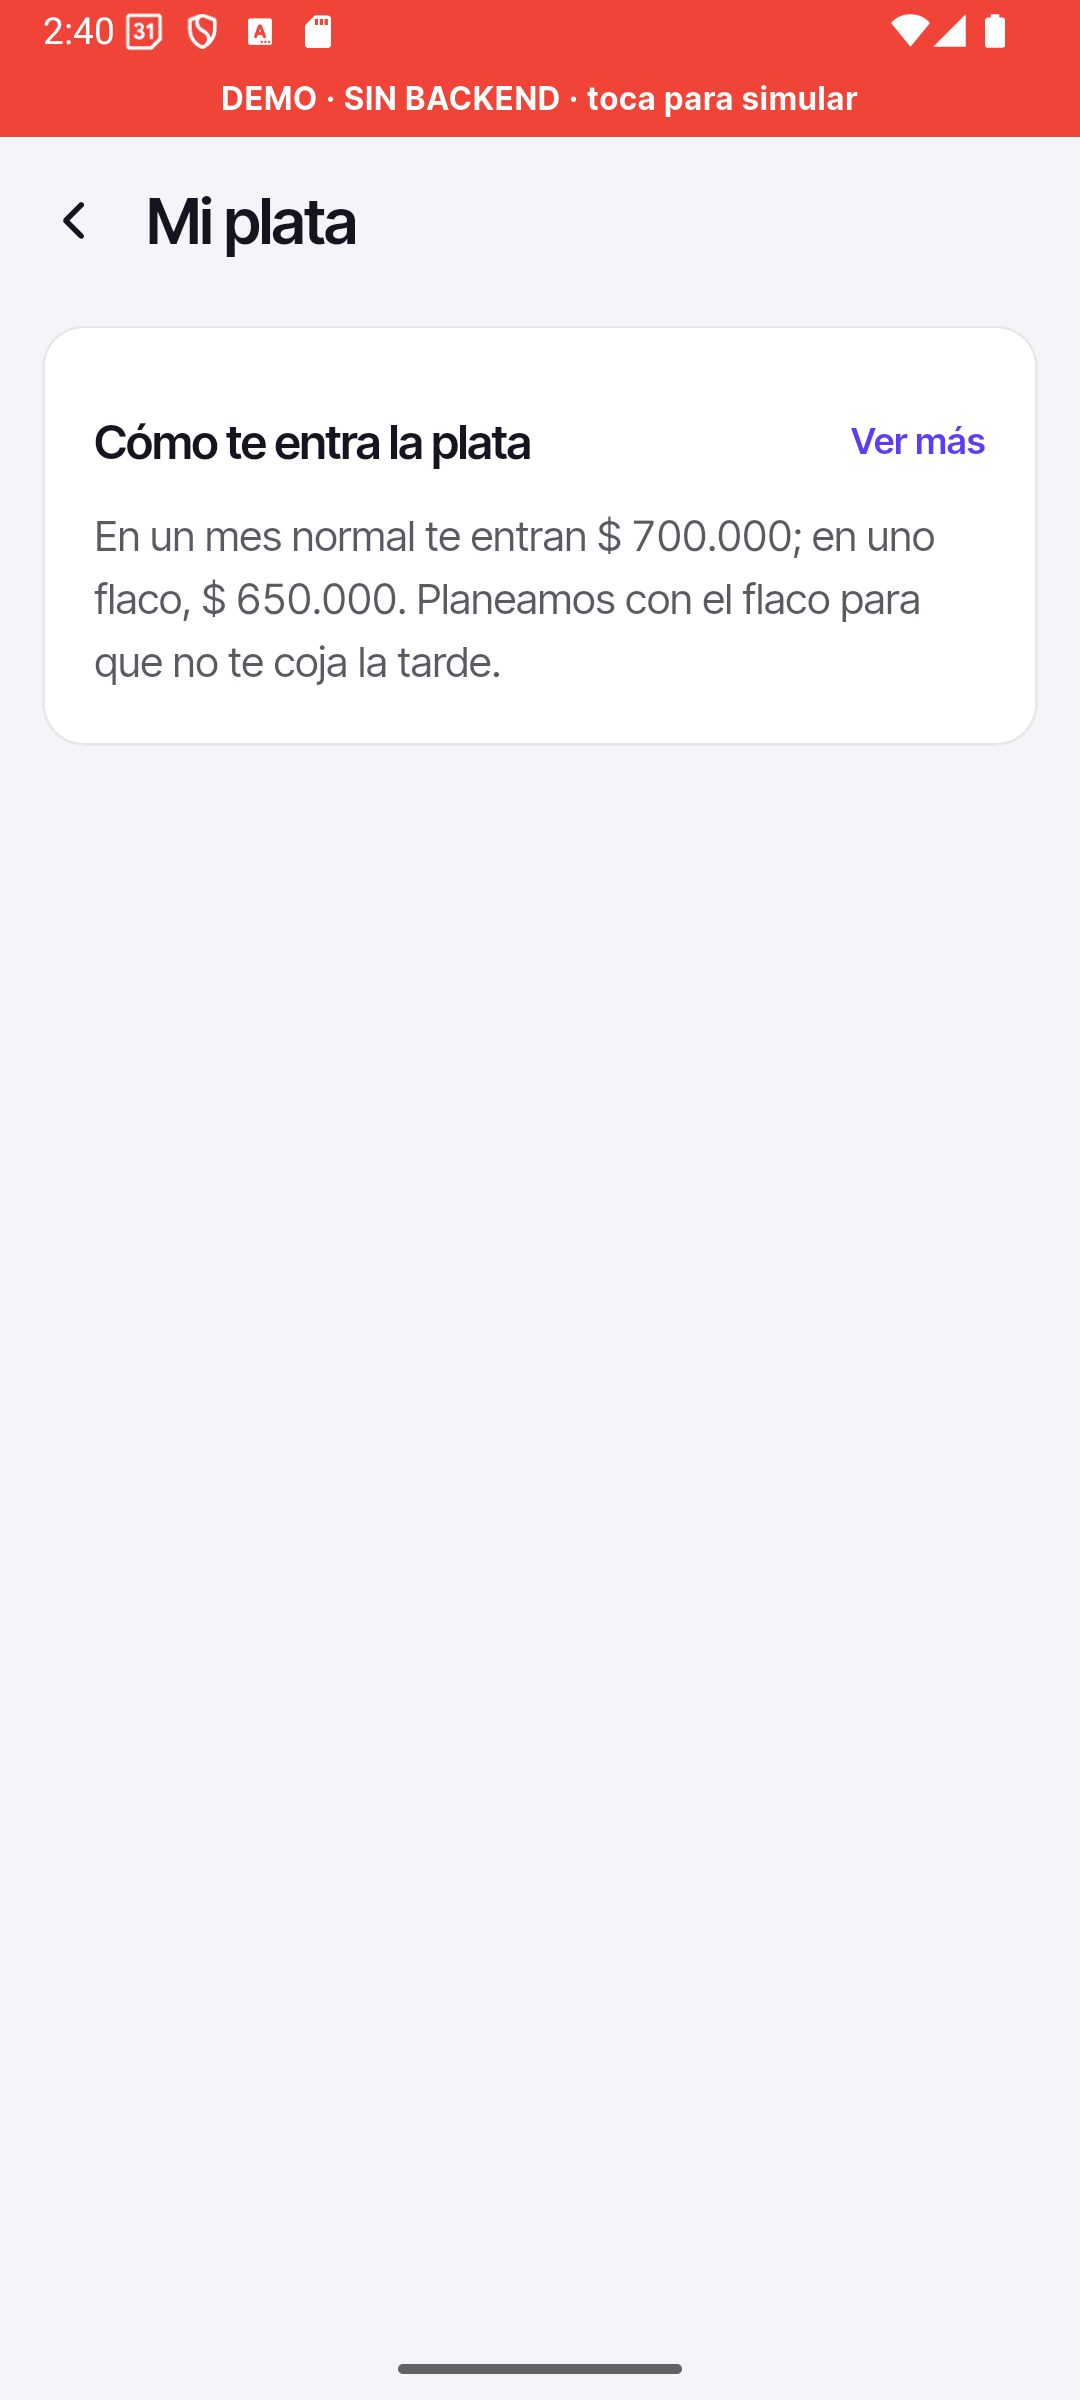 2:40
31
A
DEMO · SIN BACKEND · toca para simular
Mi plata
Cómo te entra la plata
Ver más
En un mes normal te entran $ 700.000; en uno
flaco, $ 650.000. Planeamos con el flaco para
que no te coja la tarde.